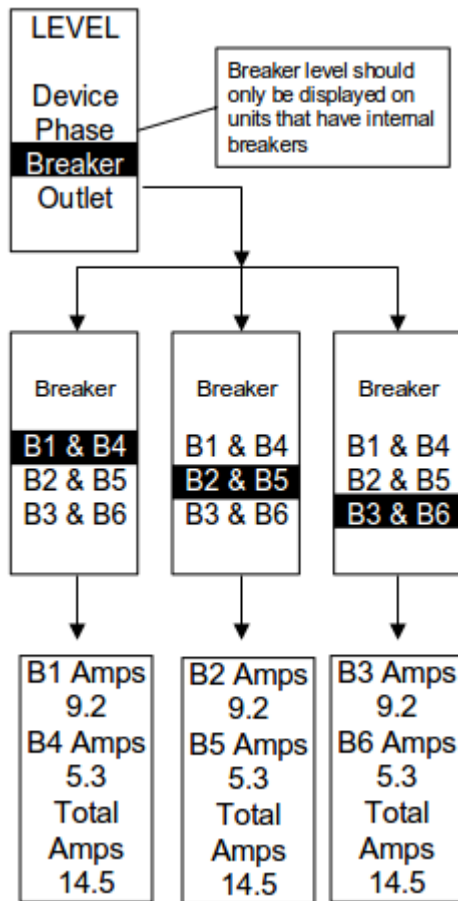 LEVEL
Device
Phase
Breaker
Outlet
Breaker level should
only be displayed on
units that have internal
breakers
Breaker
B1 & B4
B2 & B5
B3 & B6
Breaker
B1 & B4
B2 & B5
B3 & B6
Breaker
B1 & B4
B2 & B5
B3 & B6
B1 Amps
9.2
B4 Amps
5.3
Total
Amps
14.5
B2 Amps
9.2
B5 Amps
5.3
Total
Amps
14.5
B3 Amps
9.2
B6 Amps
5.3
Total
Amps
14.5